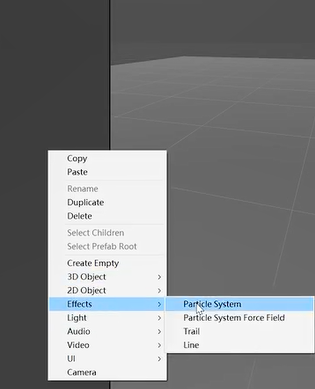 Copy
Paste
Rename
Duplicate
Delete
Select Children
Select Prefab Root
Create Empty
3D Object
2D Object
Effects
Particle System
Light
Particle System Force Field
Audio
Trail
Video
Line
UI
Camera